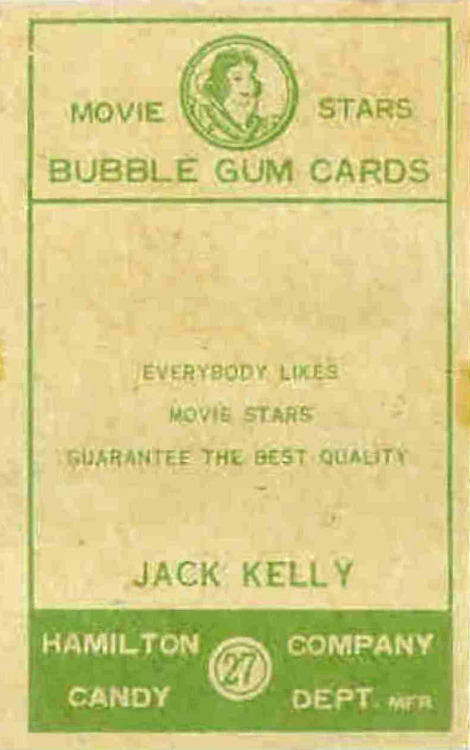 MOVIE STARS
BUBBLE GUM CARDS
EVERYBODY LIKES
MOVIE STARS
GUARANTEE THE BEST QUALITY
JACK KELLY
HAMILTON 27 COMPANY
CANDY DEPT. MFR